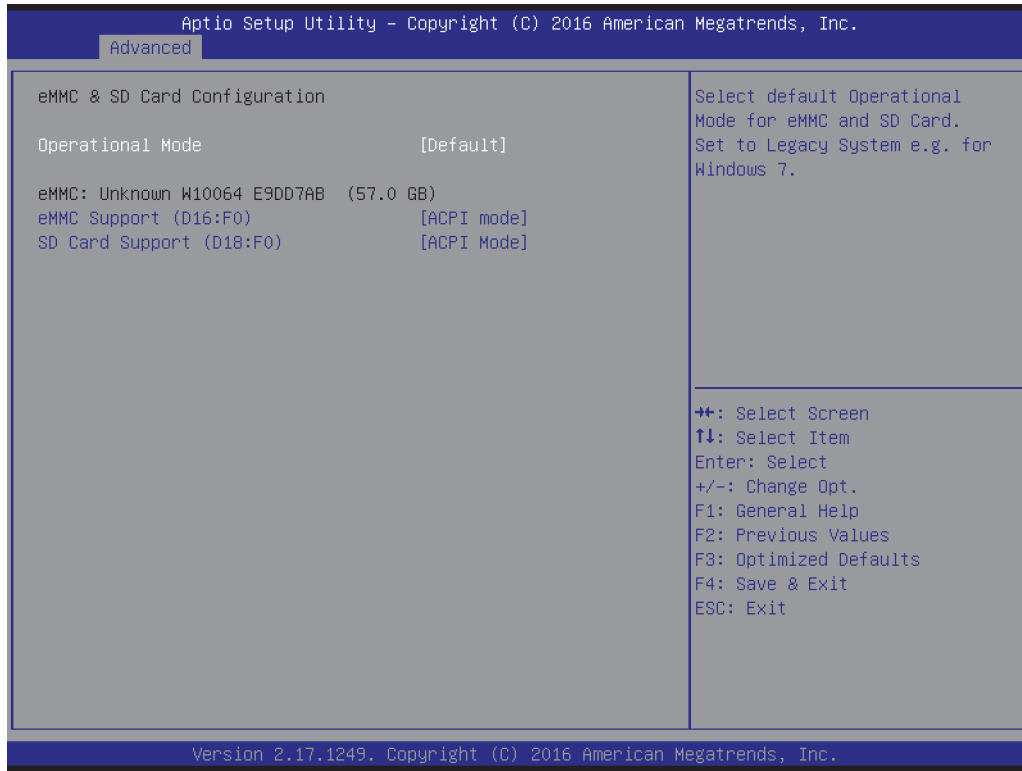 Aptio Setup Utility – Copyright (C) 2016 American Megatrends, Inc.
Advanced
eMMC & SD Card Configuration
Operational Mode [Default]
eMMC: Unknown W10064 E9DD7AB (57.0 GB)
eMMC Support (D16:F0) [ACPI mode]
SD Card Support (D18:F0) [ACPI Mode]
Select default Operational
Mode for eMMC and SD Card.
Set to Legacy System e.g. for
Windows 7.
→←: Select Screen
↑↓: Select Item
Enter: Select
+/-: Change Opt.
F1: General Help
F2: Previous Values
F3: Optimized Defaults
F4: Save & Exit
ESC: Exit
Version 2.17.1249. Copyright (C) 2016 American Megatrends, Inc.